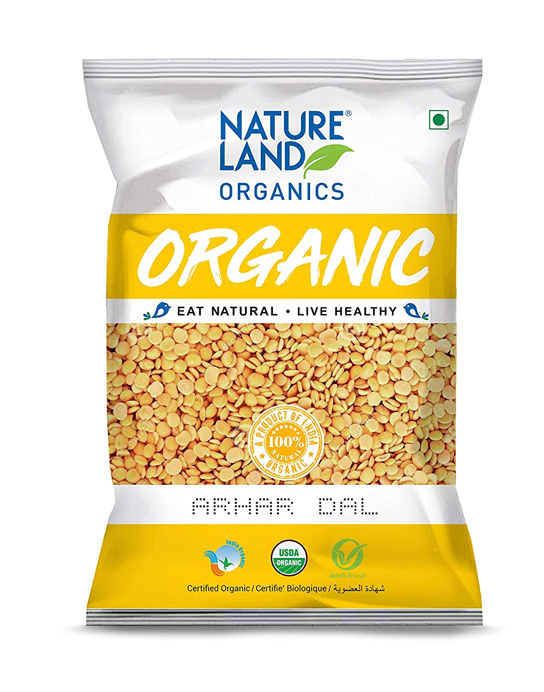 NATURE®
LAND
ORGANICS
ORGANIC
EAT NATURAL • LIVE HEALTHY
A PRODUCT OF INDIA
100%
NATURAL
ORGANIC
ARHAR DAL
India Organic
USDA
ORGANIC
Jaivik Bharat
Certified Organic / Certifie' Biologique / شهادة العضوية